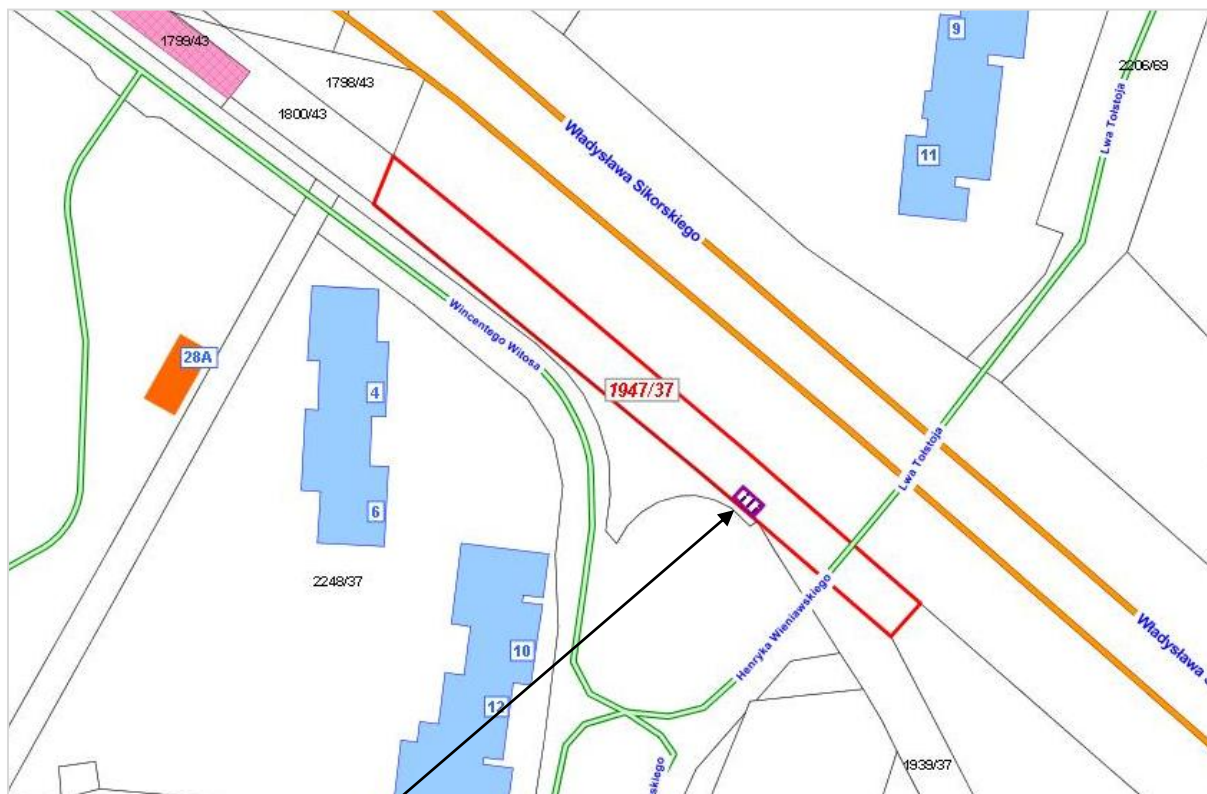 1799/43
9
2206/69
1798/43
1800/43
Lwa Tołstoja
Władysława Sikorskiego
11
Wincentego Witosa
28A
4
1947/37
Lwa Tołstoja
6
2248/37
Henryka Wieniawskiego
10
Władysława S
12
1939/37
skiego